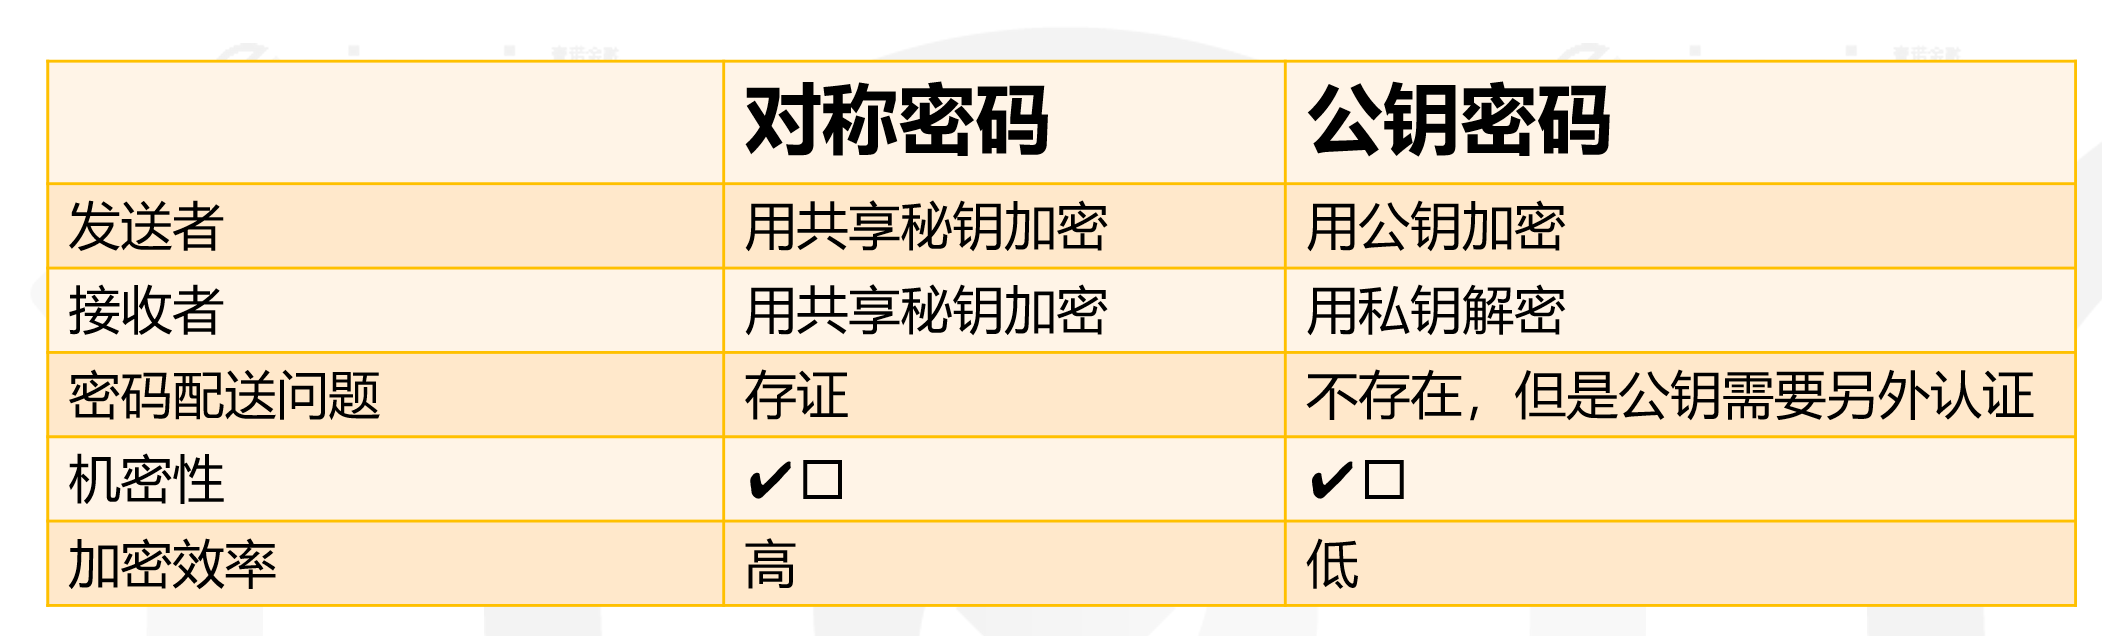 对称密码 公钥密码
发送者 用共享秘钥加密 用公钥加密
接收者 用共享秘钥加密 用私钥解密
密码配送问题 存证 不存在，但是公钥需要另外认证
机密性 ✔□ ✔□
加密效率 高 低